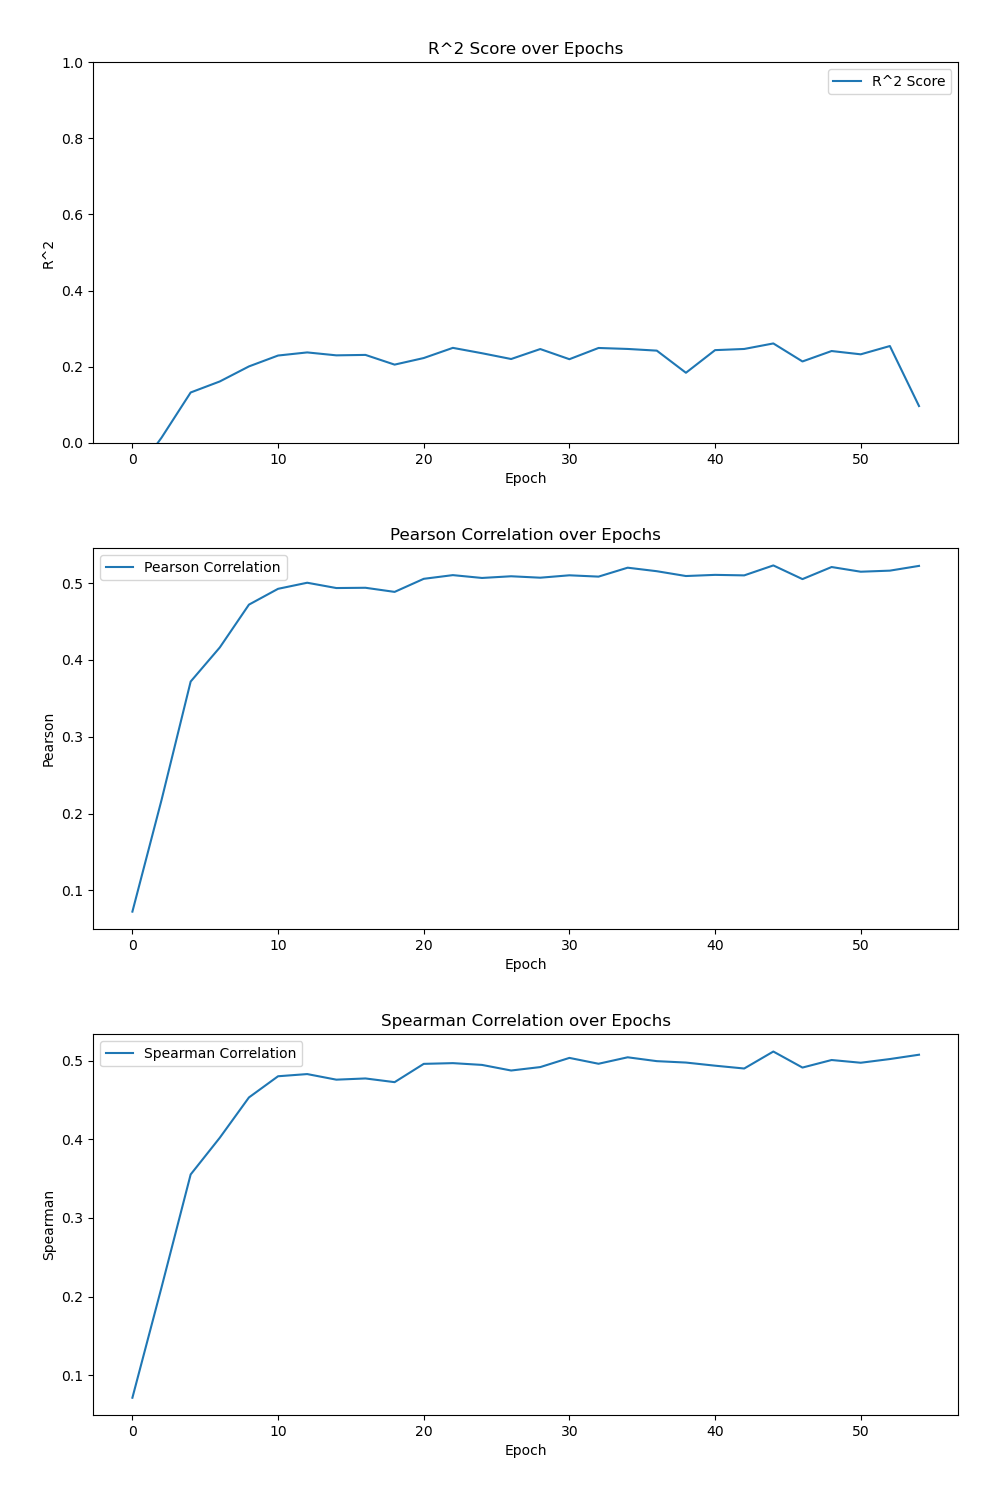 R^2 Score over Epochs
1.0
R^2 Score
0.8
0.6
R^2
0.4
0.2
0.0
0 10 20 30 40 50
Epoch
Pearson Correlation over Epochs
Pearson Correlation
0.5
0.4
0.3
Pearson
0.2
0.1
0 10 20 30 40 50
Epoch
Spearman Correlation over Epochs
Spearman Correlation
0.5
0.4
0.3
Spearman
0.2
0.1
0 10 20 30 40 50
Epoch